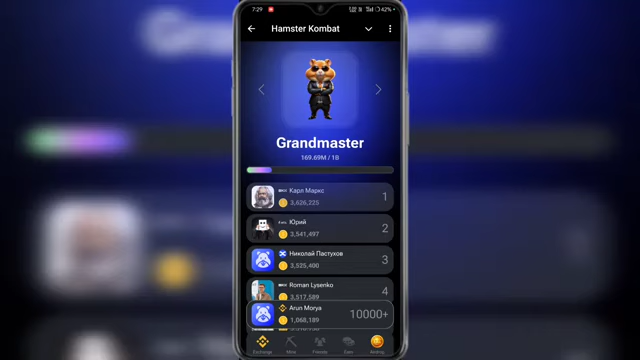 7:29
42%
Hamster Kombat
Grandmaster
169.69M / 1B
Карл Маркс
3,626,225
1
Юрий
3,541,497
2
Николай Пастухов
3,525,400
3
Roman Lysenko
3,517,589
4
Arun Morya
1,068,189
10000+
Exchange
Mine
Friends
Earn
Airdrop